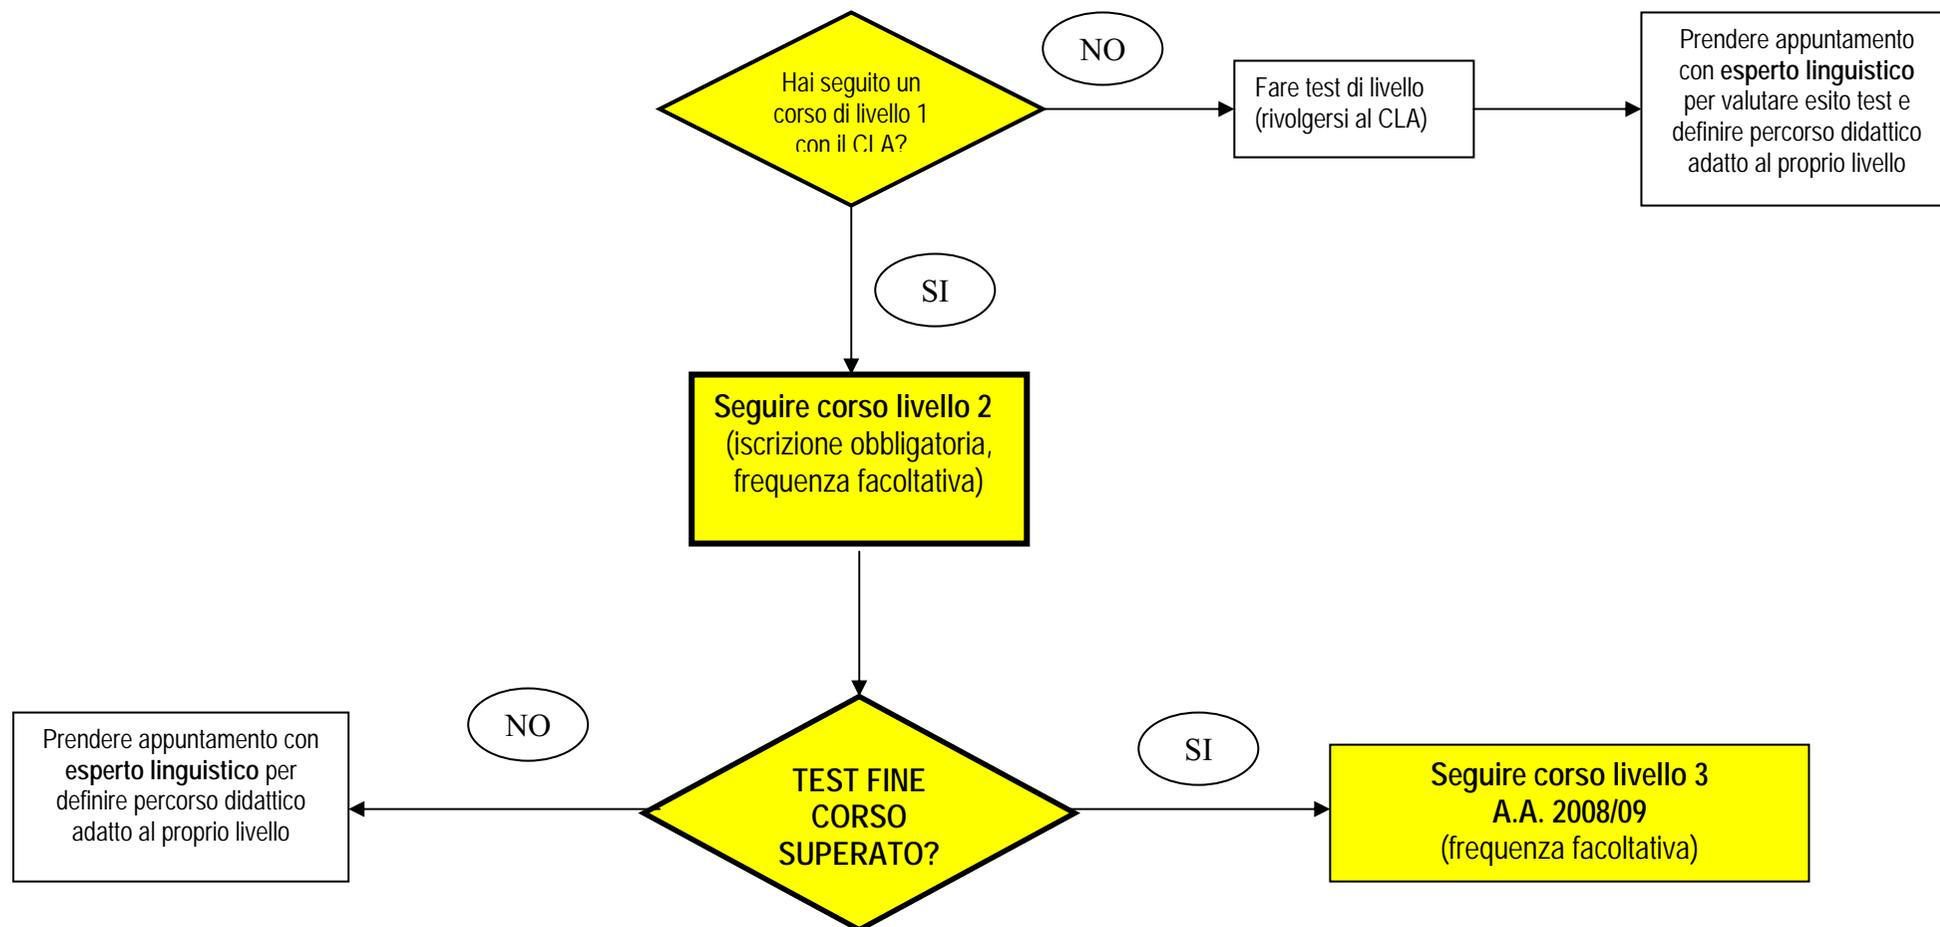 Hai seguito un
corso di livello 1
con il CLA?
NO
Fare test di livello
(rivolgersi al CLA)
Prendere appuntamento
con esperto linguistico
per valutare esito test e
definire percorso didattico
adatto al proprio livello
SI
Seguire corso livello 2
(iscrizione obbligatoria,
frequenza facoltativa)
Prendere appuntamento con
esperto linguistico per
definire percorso didattico
adatto al proprio livello
NO
TEST FINE
CORSO
SUPERATO?
SI
Seguire corso livello 3
A.A. 2008/09
(frequenza facoltativa)